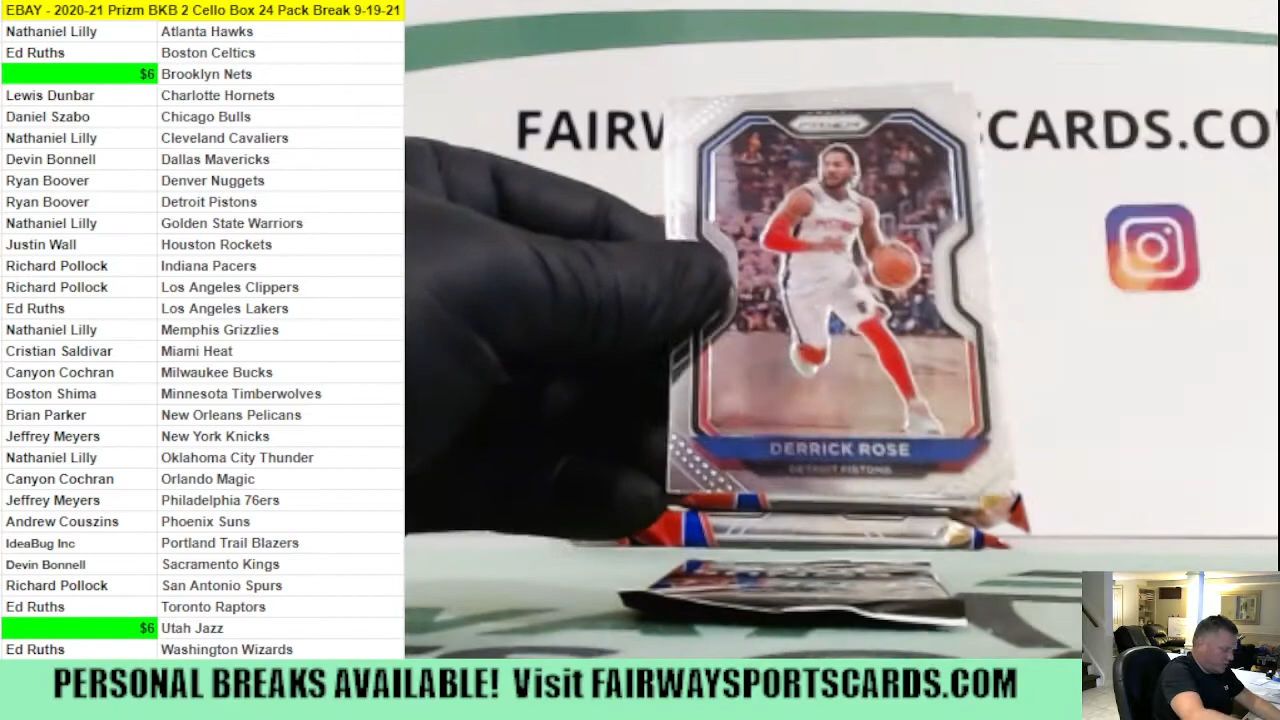 EBAY - 2020-21 Prizm BKB 2 Cello Box 24 Pack Break 9-19-21
Nathaniel Lilly Atlanta Hawks
Ed Ruths Boston Celtics
$6 Brooklyn Nets
Lewis Dunbar Charlotte Hornets
Daniel Szabo Chicago Bulls
Nathaniel Lilly Cleveland Cavaliers
Devin Bonnell Dallas Mavericks
Ryan Boover Denver Nuggets
Ryan Boover Detroit Pistons
Nathaniel Lilly Golden State Warriors
Justin Wall Houston Rockets
Richard Pollock Indiana Pacers
Richard Pollock Los Angeles Clippers
Ed Ruths Los Angeles Lakers
Nathaniel Lilly Memphis Grizzlies
Cristian Saldivar Miami Heat
Canyon Cochran Milwaukee Bucks
Boston Shima Minnesota Timberwolves
Brian Parker New Orleans Pelicans
Jeffrey Meyers New York Knicks
Nathaniel Lilly Oklahoma City Thunder
Canyon Cochran Orlando Magic
Jeffrey Meyers Philadelphia 76ers
Andrew Couszins Phoenix Suns
IdeaBug Inc Portland Trail Blazers
Devin Bonnell Sacramento Kings
Richard Pollock San Antonio Spurs
Ed Ruths Toronto Raptors
$6 Utah Jazz
Ed Ruths Washington Wizards
FAIRW SCARDS.CO
PRIZM
DERRICK ROSE
DETROIT PISTONS
PERSONAL BREAKS AVAILABLE! Visit FAIRWAYSPORTSCARDS.COM